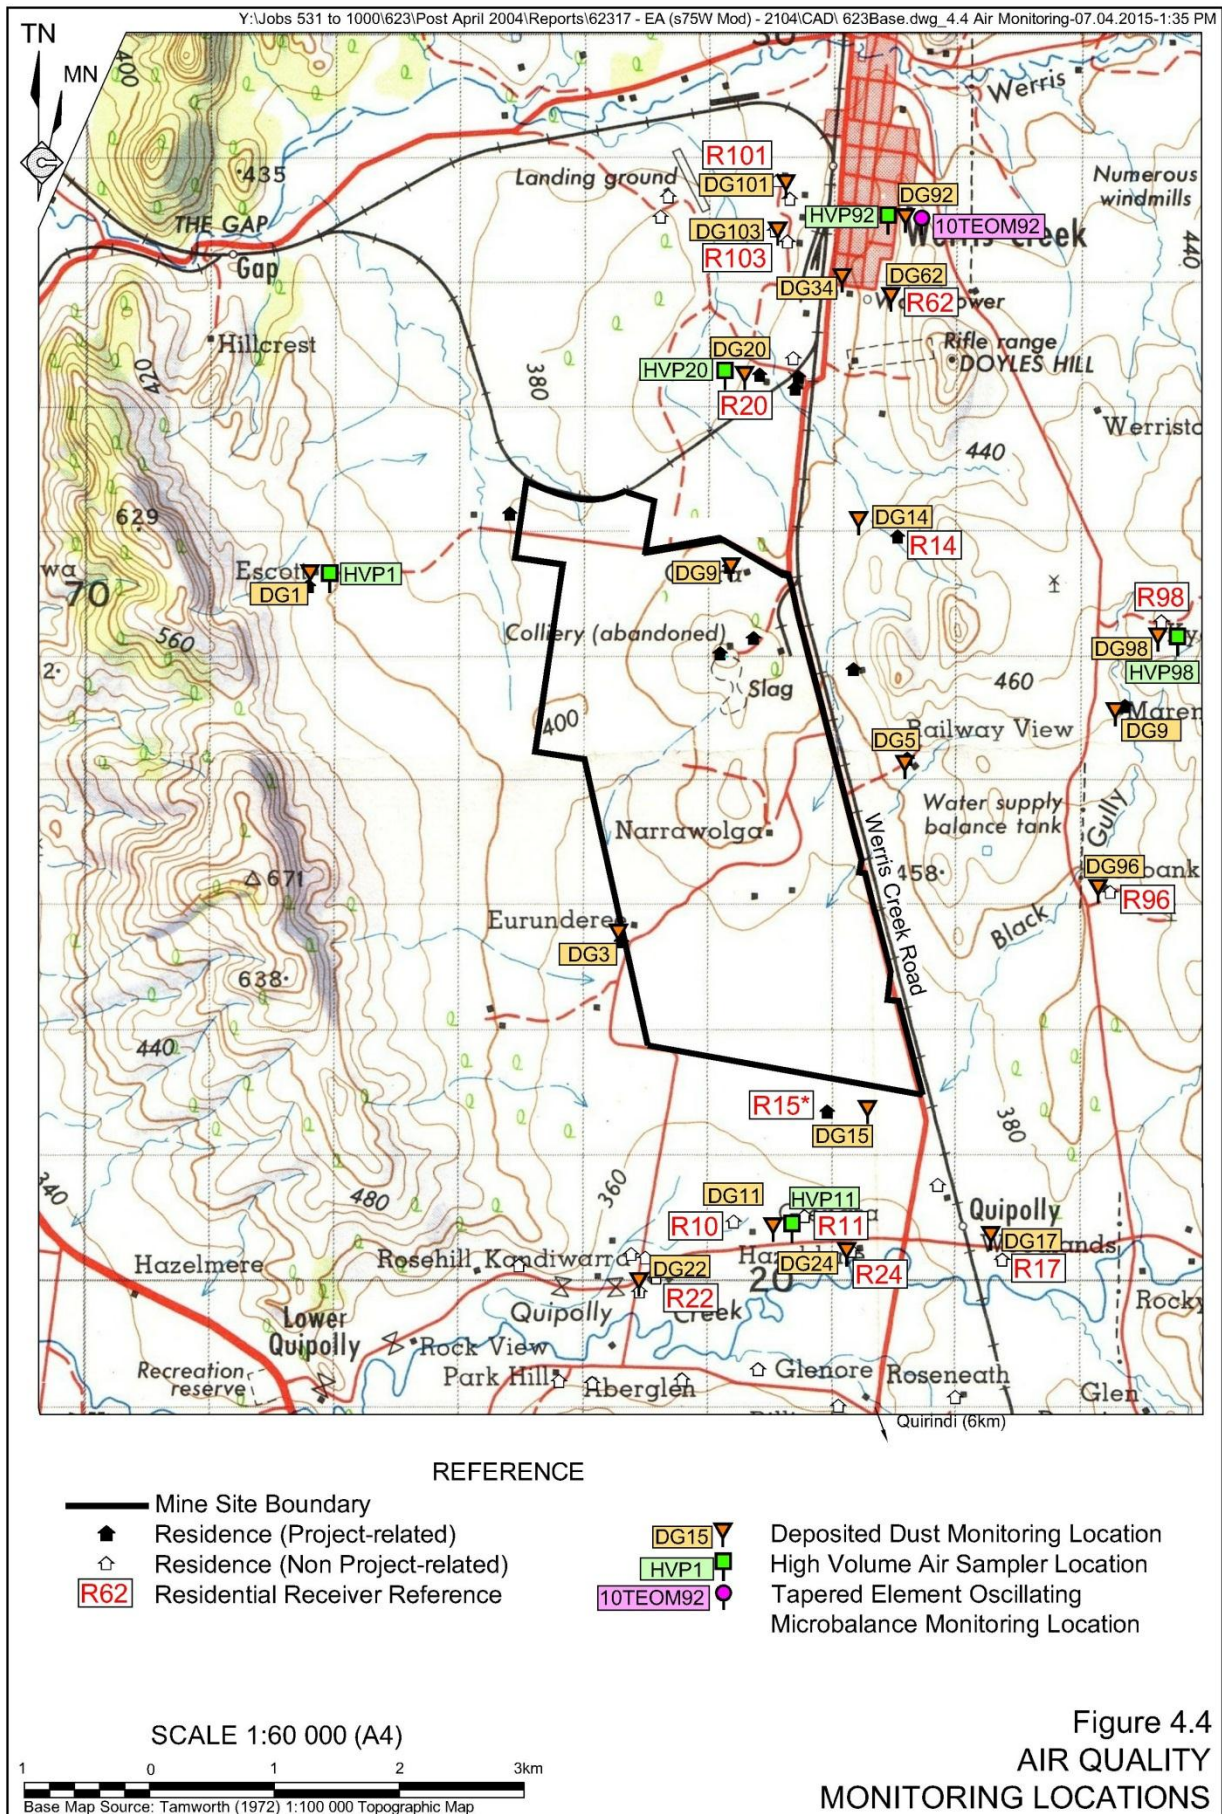 Y:\Jobs 531 to 1000\623\Post April 2004\Reports\62317 - EA (s75W Mod) - 2104\CAD\ 623Base.dwg_4.4 Air Monitoring-07.04.2015-1:35 PM
TN
MN
400
Werris
R101
435
Landing ground
DG101
Numerous
windmills
THE GAP
DG103
HVP92
DG92
10TEOM92
Werris Creek
R103
440
Gap
DG34
DG62
R62
Hillcrest
Rifle range
DOYLES HILL
420
380
DG20
HVP20
R20
440
629
DG14
R14
70
Escott
HVP1
DG1
DG9
R98
560
Colliery (abandoned)
DG98
HVP98
Slag
460
400
DG9
DG5
Railway View
Narrawolga
Water supply
balance tank
Gully
Werris Creek Road
671
458
DG96
R96
Eurunderee
Black
DG3
638
440
R15*
DG15
380
340
480
360
DG11
HVP11
R10
R11
Quipolly
DG17
R17
Hazelmere
Rosehill
Kandiwarra
DG24
R24
20
DG22
R22
Quipolly
Creek
Lower
Quipolly
Rock View
Recreation
reserve
Park Hill
Aberglen
Glenore
Roseneath
Glen
Quirindi (6km)
REFERENCE
Mine Site Boundary
Residence (Project-related)
Residence (Non Project-related)
R62 Residential Receiver Reference
DG15 Deposited Dust Monitoring Location
HVP1 High Volume Air Sampler Location
10TEOM92 Tapered Element Oscillating
Microbalance Monitoring Location
SCALE 1:60 000 (A4)
1 0 1 2 3km
Base Map Source: Tamworth (1972) 1:100 000 Topographic Map
Figure 4.4
AIR QUALITY
MONITORING LOCATIONS